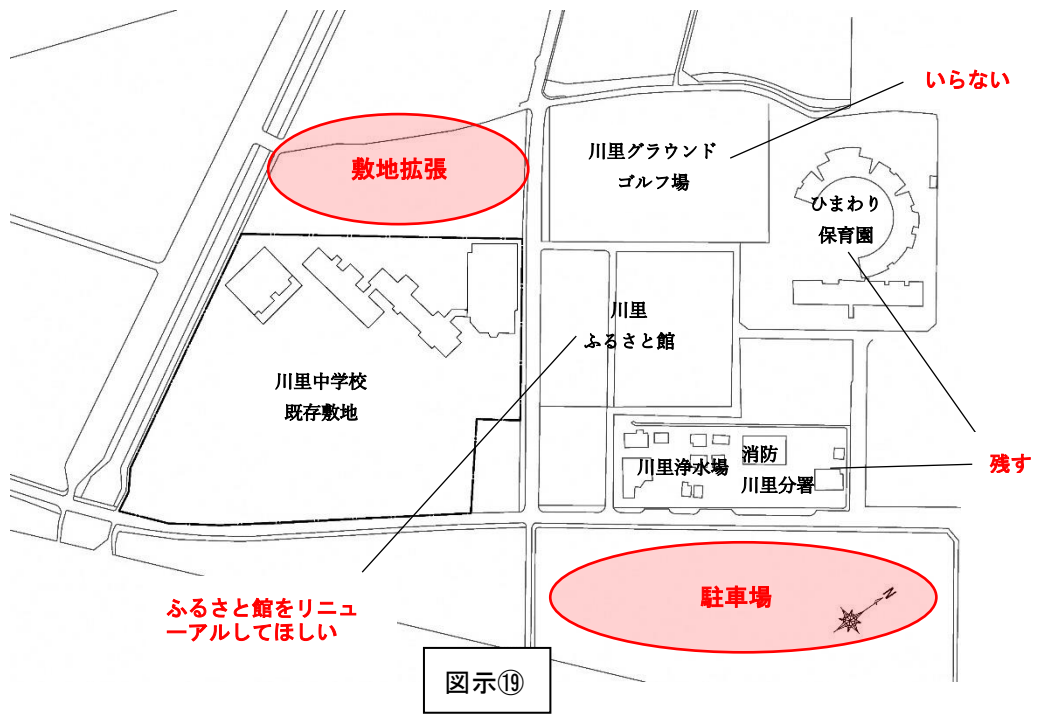 いらない
敷地拡張
川里グラウンド
ゴルフ場
ひまわり
保育園
川里
ふるさと館
川里中学校
既存敷地
消防
川里浄水場
川里分署
残す
駐車場
N
ふるさと館をリニュ
ーアルしてほしい
図示⑲